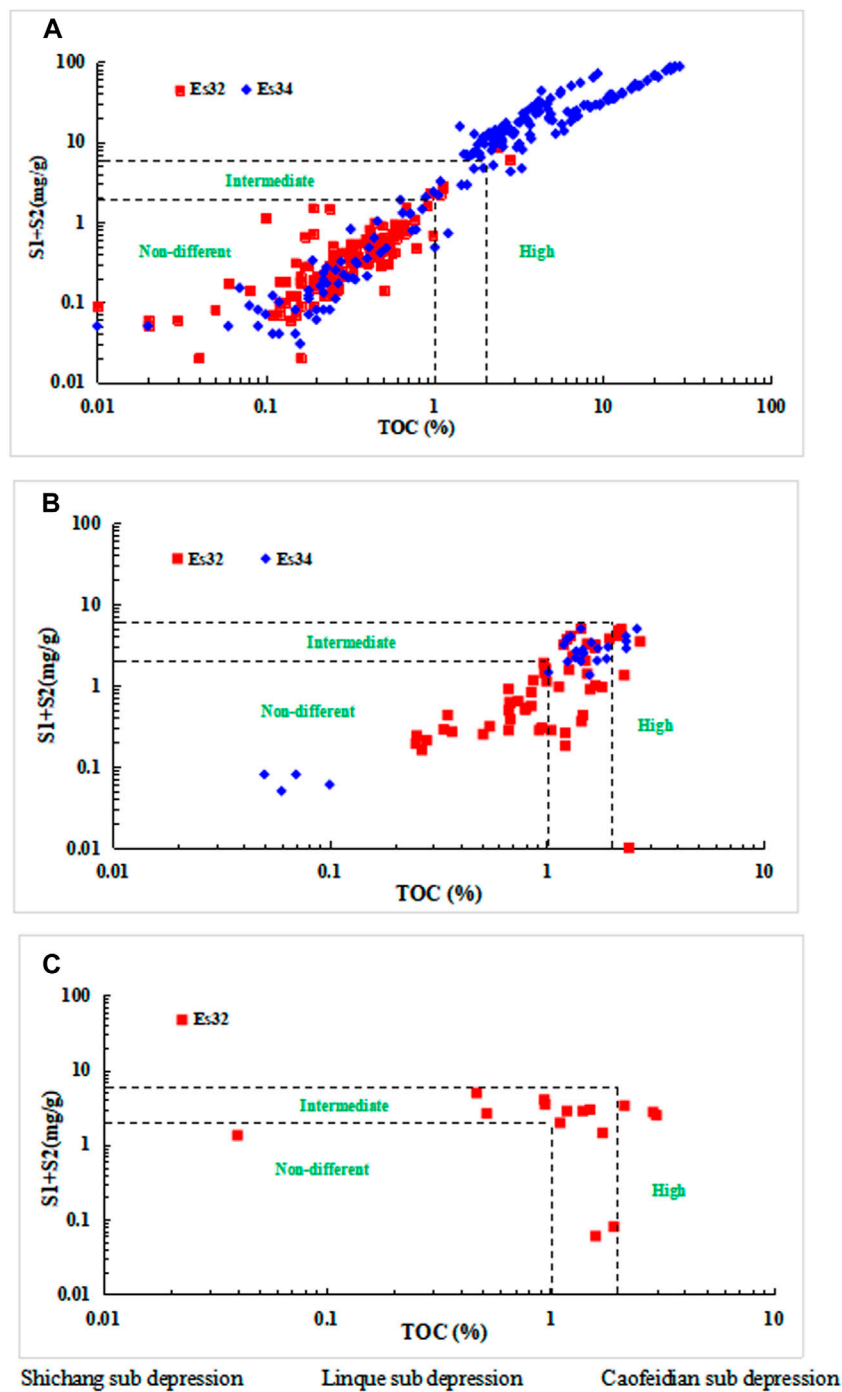 A
100
Es32 Es34
10
Intermediate
1
Non-different High
0.1
0.01
0.01 0.1 1 10 100
S1+S2(mg/g)
TOC (%)
B
100
Es32 Es34
10
Intermediate
1
Non-different
High
0.1
0.01
0.01 0.1 1 10
S1+S2(mg/g)
TOC (%)
C
100
Es32
10
Intermediate
1
Non-different
High
0.1
0.01
0.01 0.1 1 10
S1+S2(mg/g)
TOC (%)
Shichang sub depression Linque sub depression Caofeidian sub depression